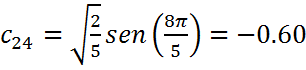 c₂₄ = √(2/5) sen(8π/5) = −0.60